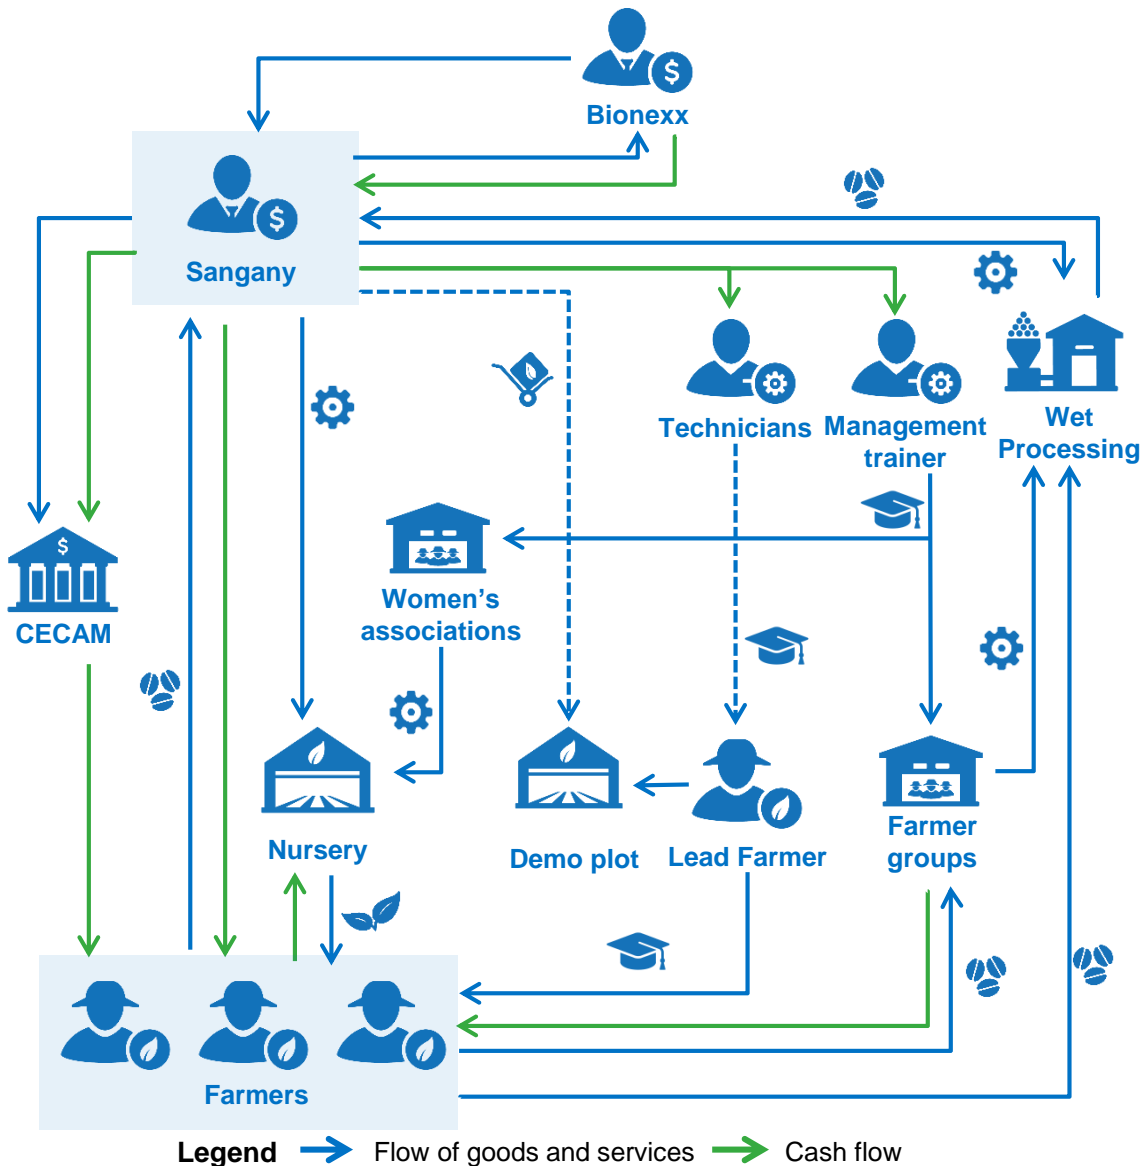 Bionexx
Sangany
Technicians
Management
trainer
Wet
Processing
CECAM
Women’s
associations
Nursery
Demo plot
Lead Farmer
Farmer
groups
Farmers
Legend
Flow of goods and services
Cash flow
$
$
$